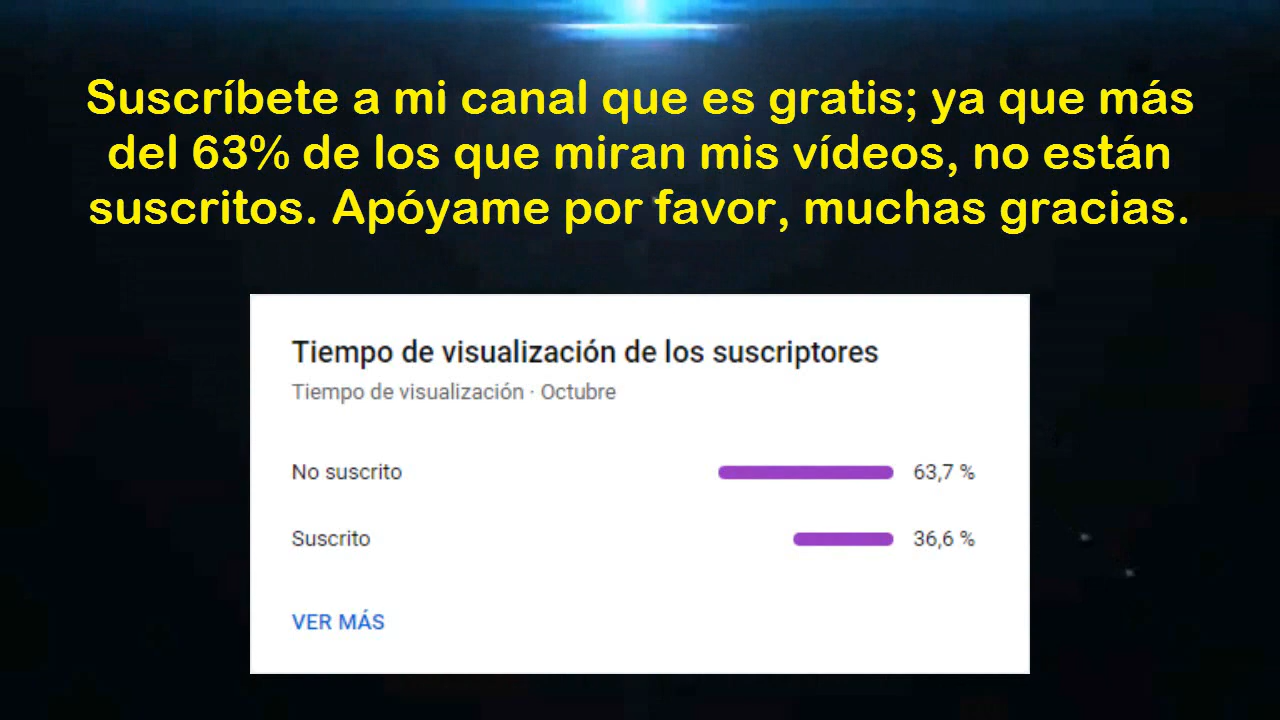 Suscríbete a mi canal que es gratis; ya que más
del 63% de los que miran mis vídeos, no están
suscritos. Apóyame por favor, muchas gracias.
Tiempo de visualización de los suscriptores
Tiempo de visualización · Octubre
No suscrito 63,7 %
Suscrito 36,6 %
VER MÁS